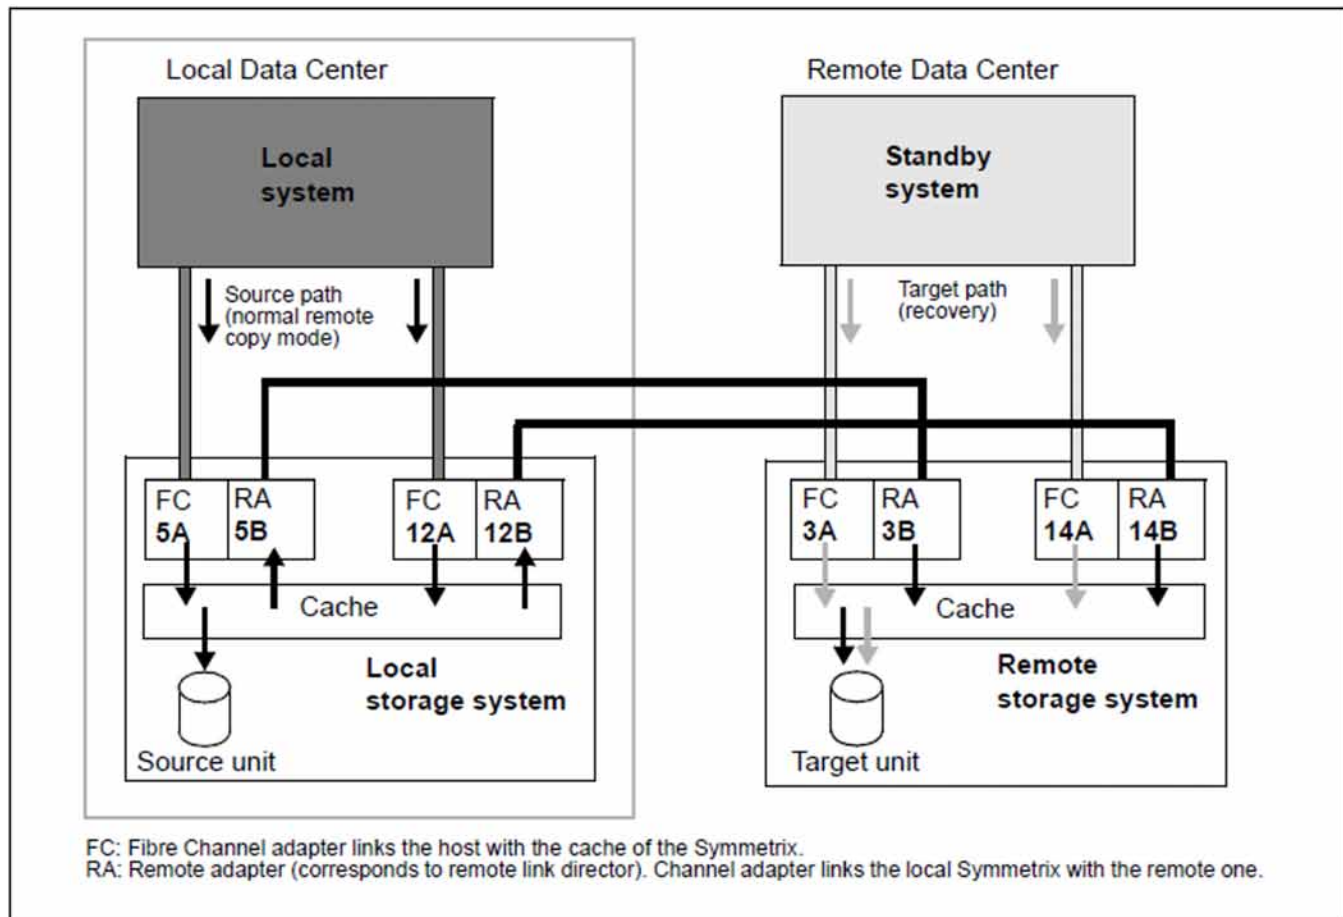 Local Data Center
Remote Data Center
Local
system
Standby
system
Source path
(normal remote
copy mode)
Target path
(recovery)
FC
5A
RA
5B
FC
12A
RA
12B
FC
3A
RA
3B
FC
14A
RA
14B
Cache
Cache
Local
storage system
Remote
storage system
Source unit
Target unit
FC: Fibre Channel adapter links the host with the cache of the Symmetrix.
RA: Remote adapter (corresponds to remote link director). Channel adapter links the local Symmetrix with the remote one.